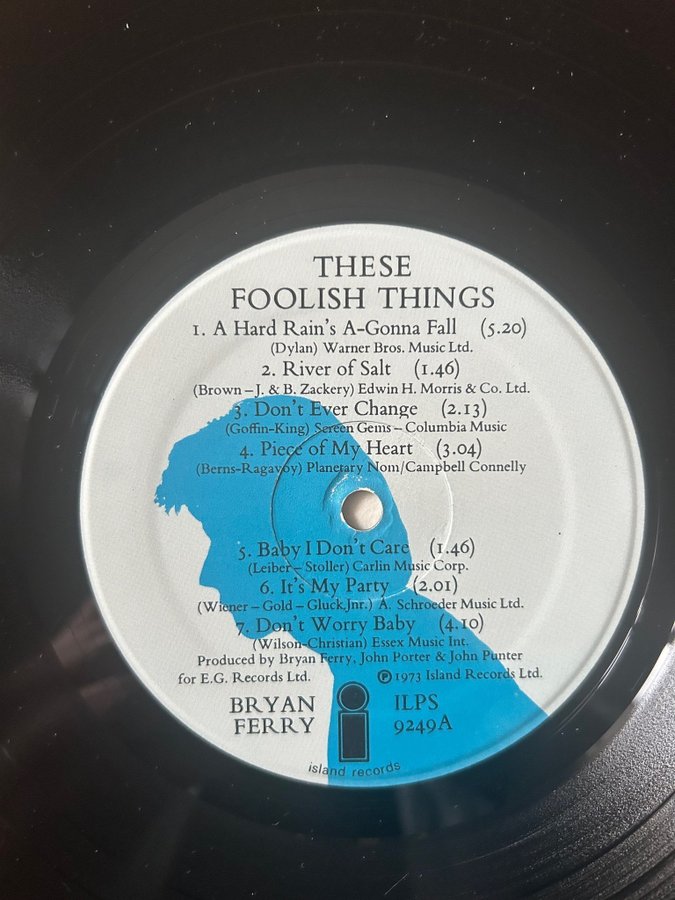 THESE
FOOLISH THINGS
1. A Hard Rain's A-Gonna Fall (5.20)
(Dylan) Warner Bros. Music Ltd.
2. River of Salt (1.46)
(Brown – J. & B. Zackery) Edwin H. Morris & Co. Ltd.
3. Don't Ever Change (2.13)
(Goffin-King) Screen Gems – Columbia Music
4. Piece of My Heart (3.04)
(Berns-Ragavoy) Planetary Nom/Campbell Connelly
5. Baby I Don't Care (1.46)
(Leiber – Stoller) Carlin Music Corp.
6. It's My Party (2.01)
(Wiener – Gold – Gluck, Jnr.) A. Schroeder Music Ltd.
7. Don't Worry Baby (4.10)
(Wilson-Christian) Essex Music Int.
Produced by Bryan Ferry, John Porter & John Punter
for E.G. Records Ltd. ℗ 1973 Island Records Ltd.
BRYAN FERRY
ILPS 9249A
island records